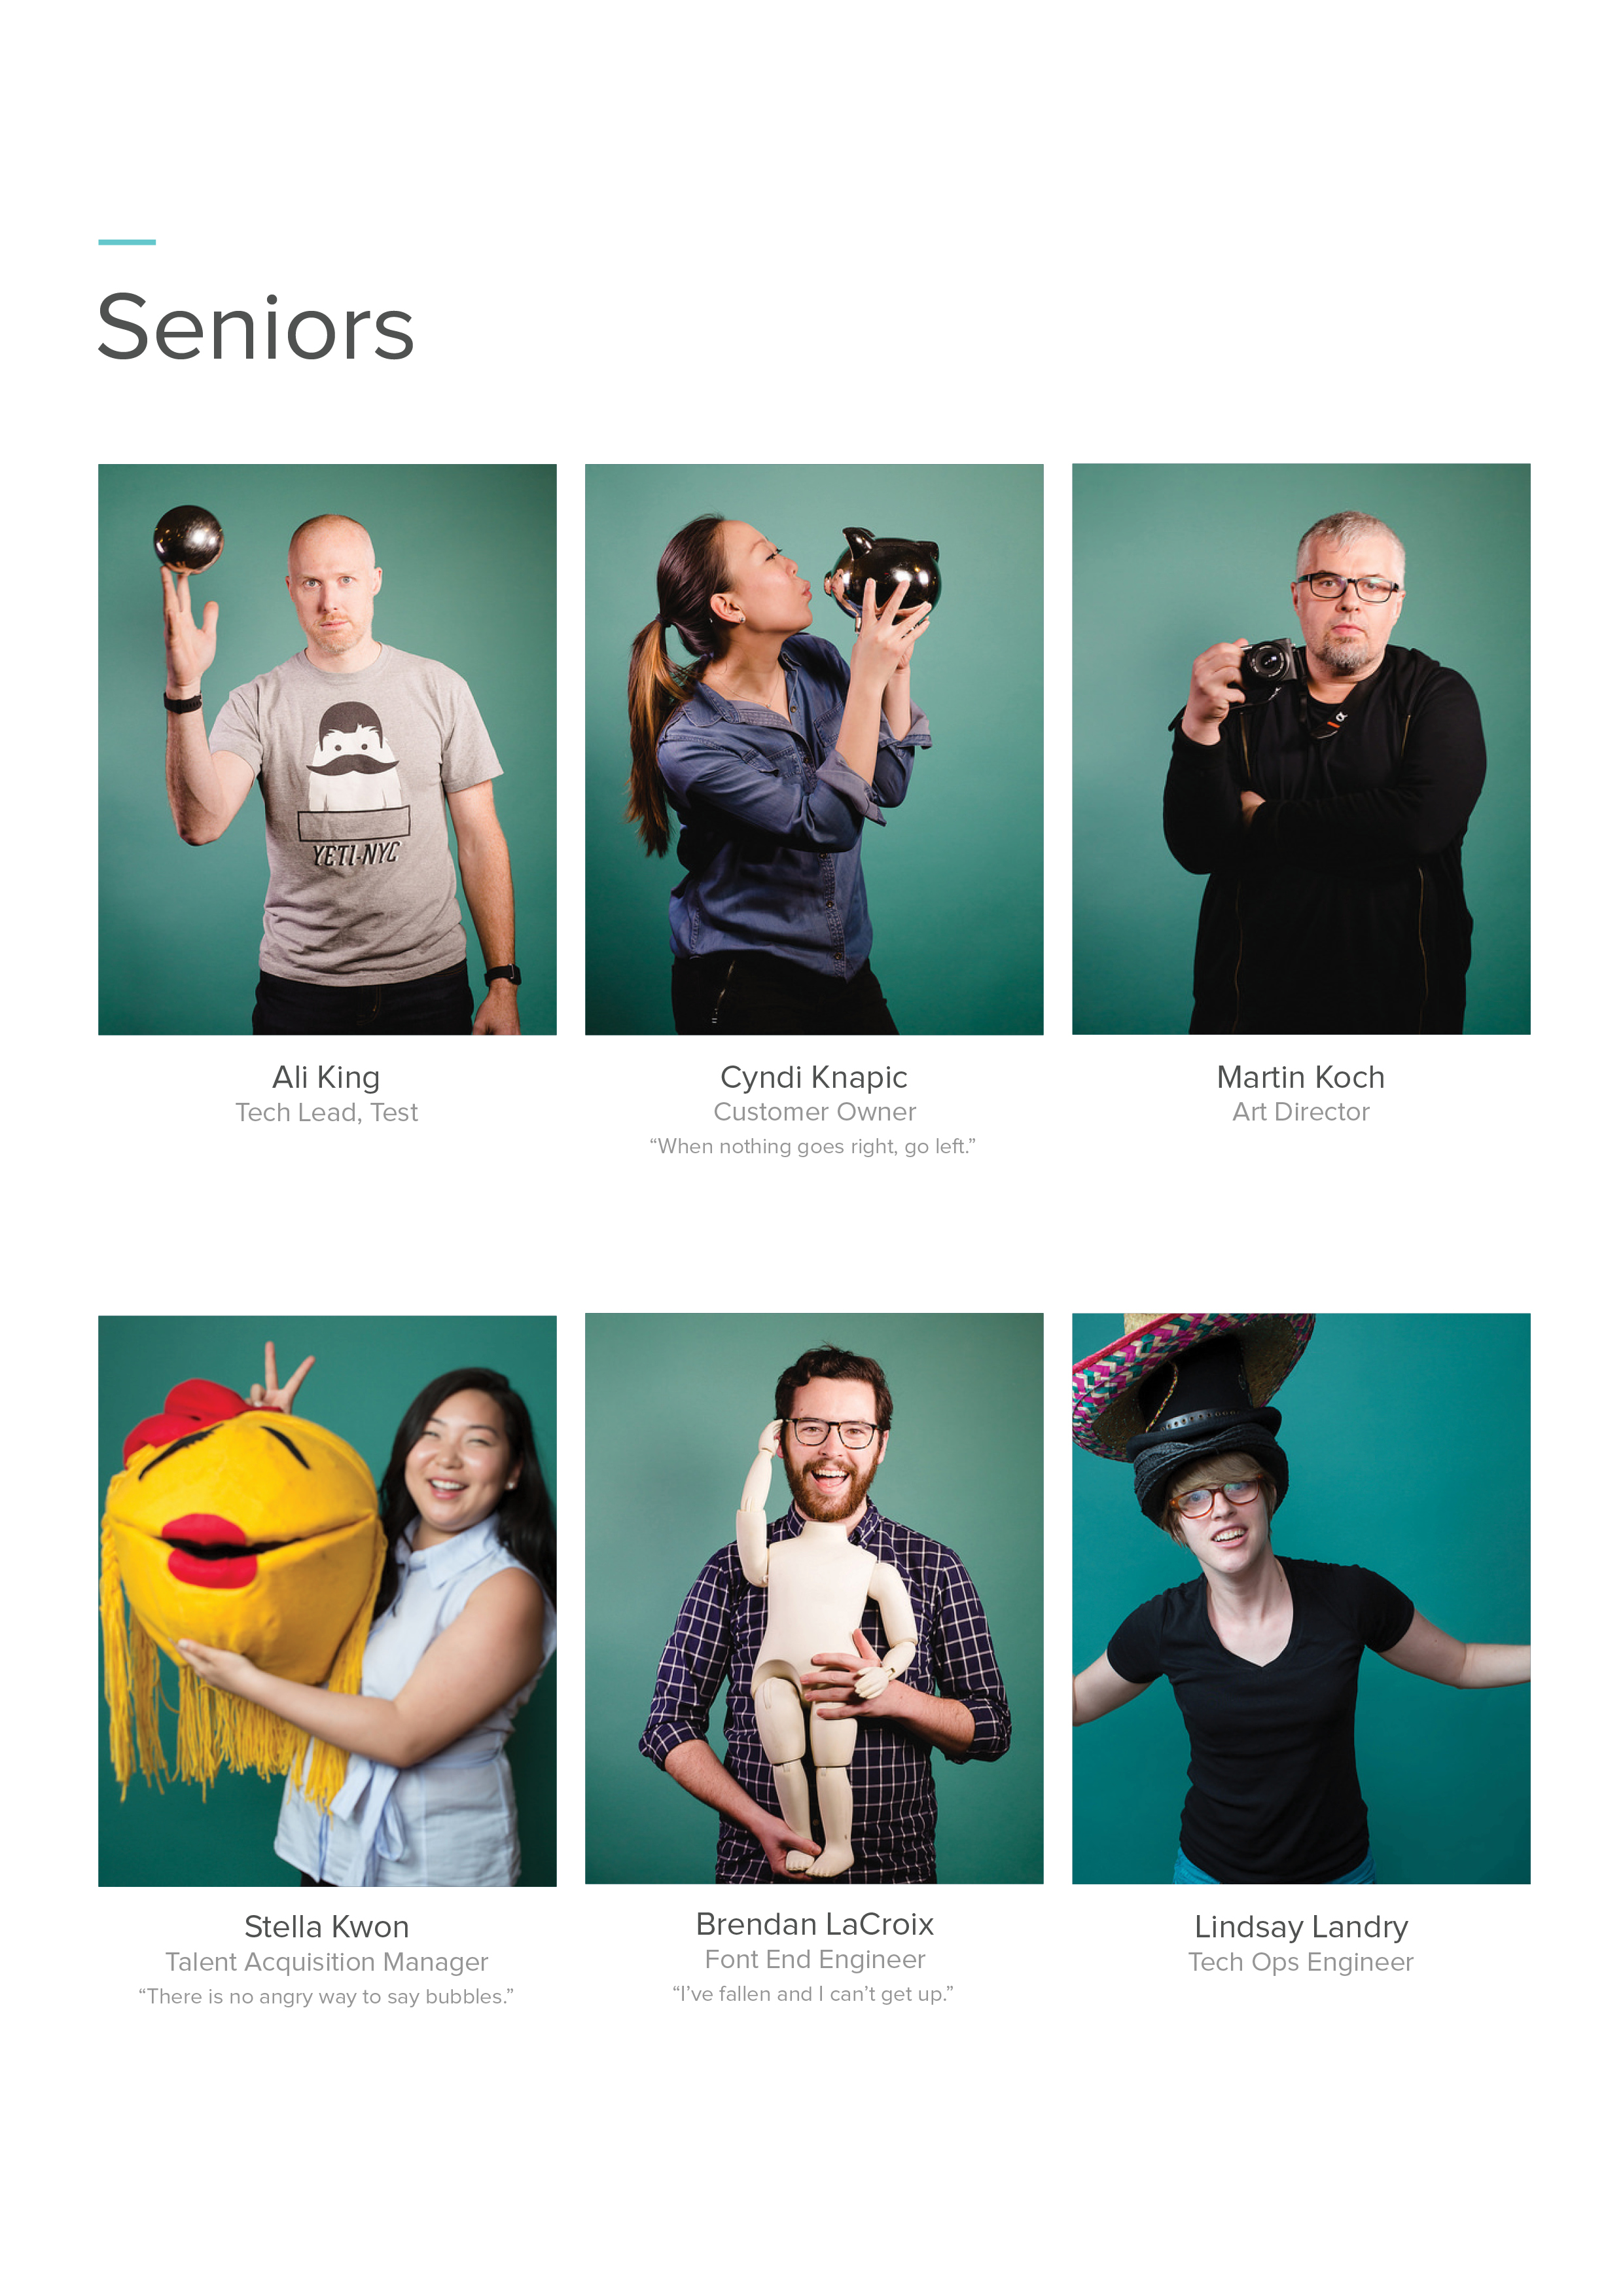 Seniors
YETI-NYC
Ali King
Tech Lead, Test
Cyndi Knapic
Customer Owner
“When nothing goes right, go left.”
Martin Koch
Art Director
Stella Kwon
Talent Acquisition Manager
“There is no angry way to say bubbles.”
Brendan LaCroix
Font End Engineer
“I’ve fallen and I can’t get up.”
Lindsay Landry
Tech Ops Engineer